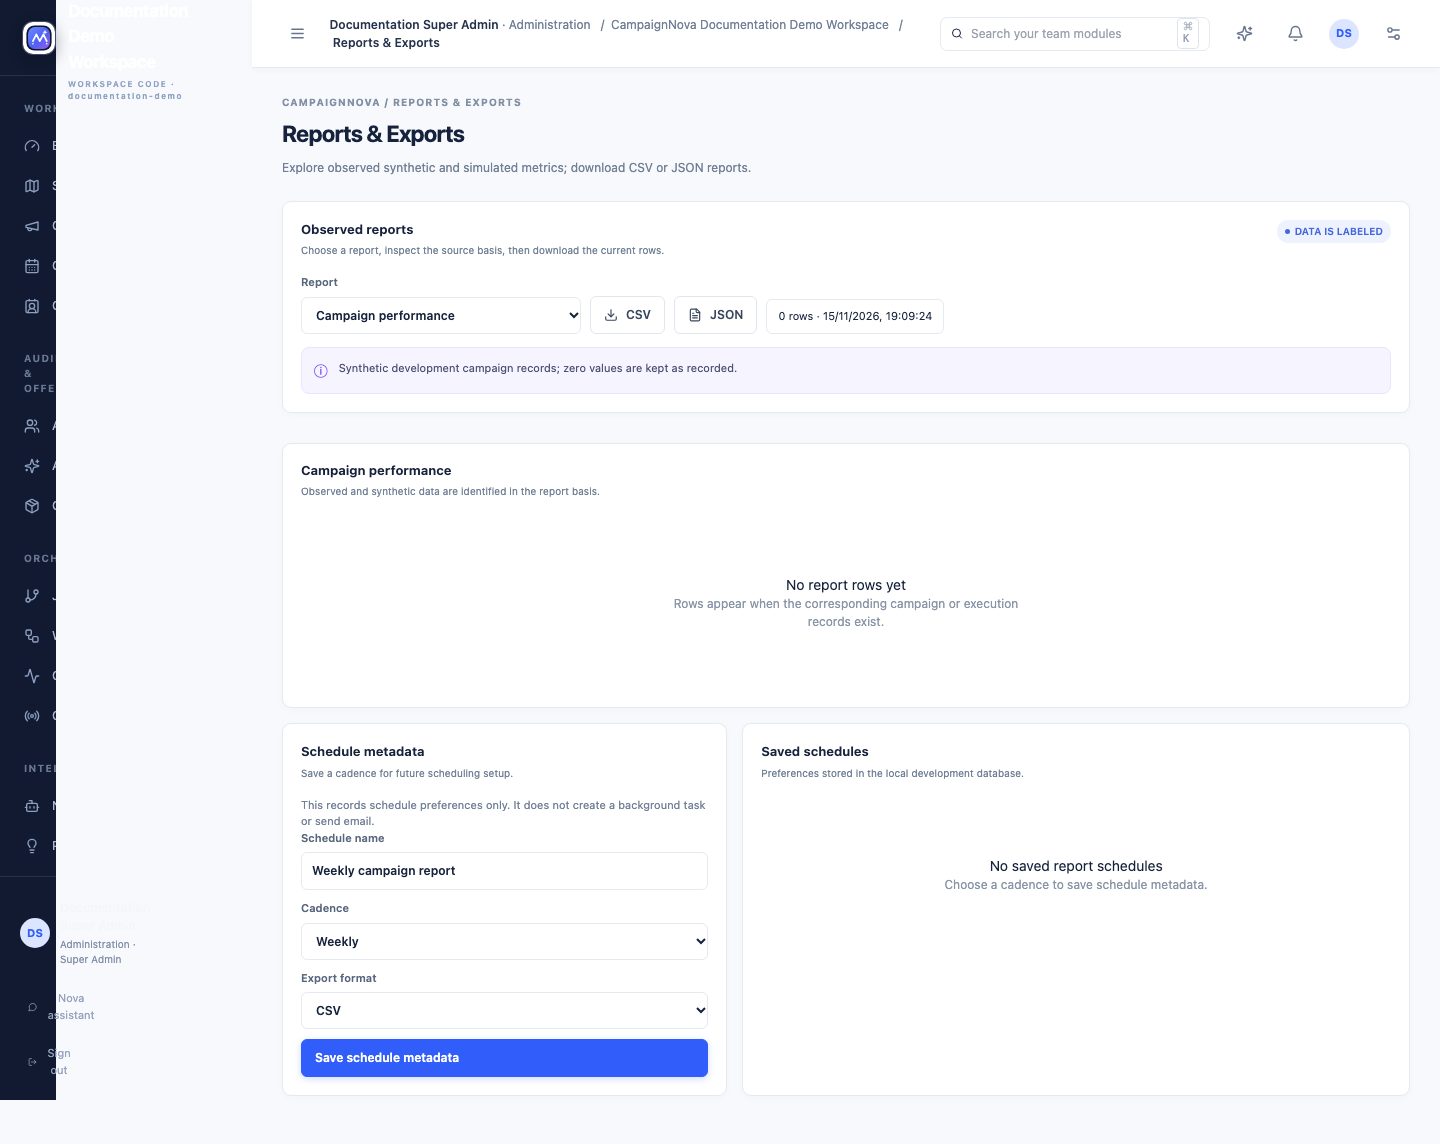 Documentation
Demo
Workspace
WORKSPACE CODE ·
documentation-demo
WOR
AUDI
&
OFFE
ORCH
INTE
DS
Documentation
Super Admin
Administration ·
Super Admin
Nova
assistant
Sign
out
Documentation Super Admin · Administration / CampaignNova Documentation Demo Workspace /
Reports & Exports
Search your team modules
⌘
K
DS
CAMPAIGNNOVA / REPORTS & EXPORTS
Reports & Exports
Explore observed synthetic and simulated metrics; download CSV or JSON reports.
Observed reports
DATA IS LABELED
Choose a report, inspect the source basis, then download the current rows.
Report
Campaign performance
CSV
JSON
0 rows · 15/11/2026, 19:09:24
Synthetic development campaign records; zero values are kept as recorded.
Campaign performance
Observed and synthetic data are identified in the report basis.
No report rows yet
Rows appear when the corresponding campaign or execution
records exist.
Schedule metadata
Save a cadence for future scheduling setup.
This records schedule preferences only. It does not create a background task
or send email.
Schedule name
Weekly campaign report
Cadence
Weekly
Export format
CSV
Save schedule metadata
Saved schedules
Preferences stored in the local development database.
No saved report schedules
Choose a cadence to save schedule metadata.